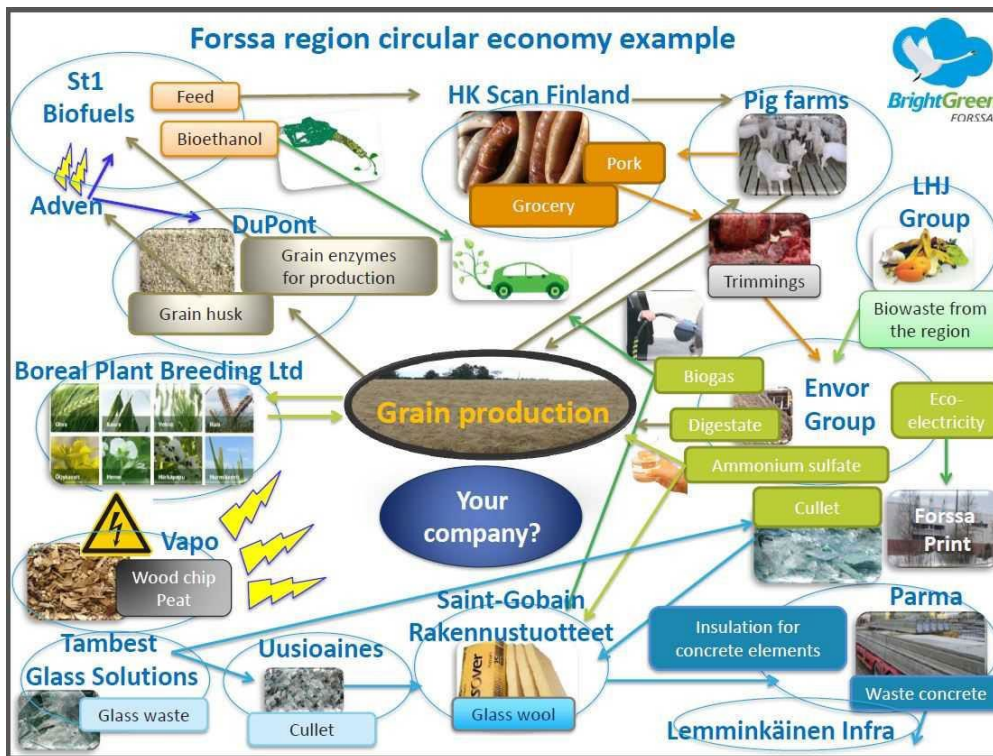 Forssa region circular economy example
BrightGreen
FORSSA
St1
Biofuels
Feed
Bioethanol
HK Scan Finland
Pork
Grocery
Pig farms
LHJ
Group
Adven
DuPont
Grain enzymes
for production
Grain husk
Trimmings
Biowaste from
the region
Boreal Plant Breeding Ltd
Grain production
Biogas
Digestate
Ammonium sulfate
Cullet
Envor
Group
Eco-
electricity
Your
company?
Forssa
Print
Vapo
Wood chip
Peat
Tambest
Glass Solutions
Glass waste
Uusioaines
Cullet
Saint-Gobain
Rakennustuotteet
Glass wool
Insulation for
concrete elements
Parma
Waste concrete
Lemminkäinen Infra